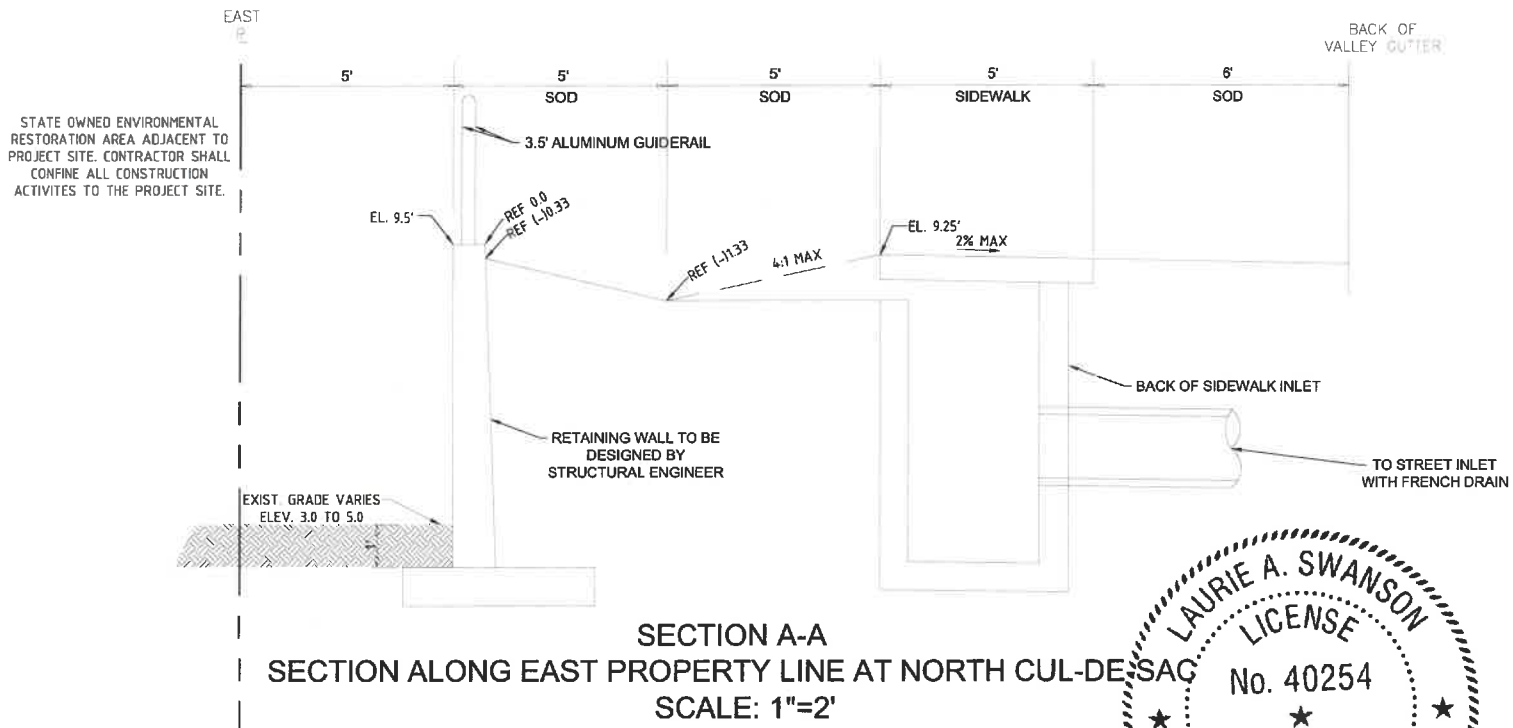 EAST
PL
BACK OF
VALLEY GUTTER
5'
5'
5'
5'
6'
SOD
SOD
SIDEWALK
SOD
STATE OWNED ENVIRONMENTAL
RESTORATION AREA ADJACENT TO
PROJECT SITE. CONTRACTOR SHALL
CONFINE ALL CONSTRUCTION
ACTIVITES TO THE PROJECT SITE.
3.5' ALUMINUM GUIDERAIL
EL. 9.5'
REF 0.0
REF (-)0.33
REF (-)1.33
4:1 MAX
EL. 9.25'
2% MAX
BACK OF SIDEWALK INLET
RETAINING WALL TO BE
DESIGNED BY
STRUCTURAL ENGINEER
TO STREET INLET
WITH FRENCH DRAIN
EXIST. GRADE VARIES
ELEV. 3.0 TO 5.0
1'
SECTION A-A
SECTION ALONG EAST PROPERTY LINE AT NORTH CUL-DE-SAC
SCALE: 1"=2'
LAURIE A. SWANSON
LICENSE
No. 40254